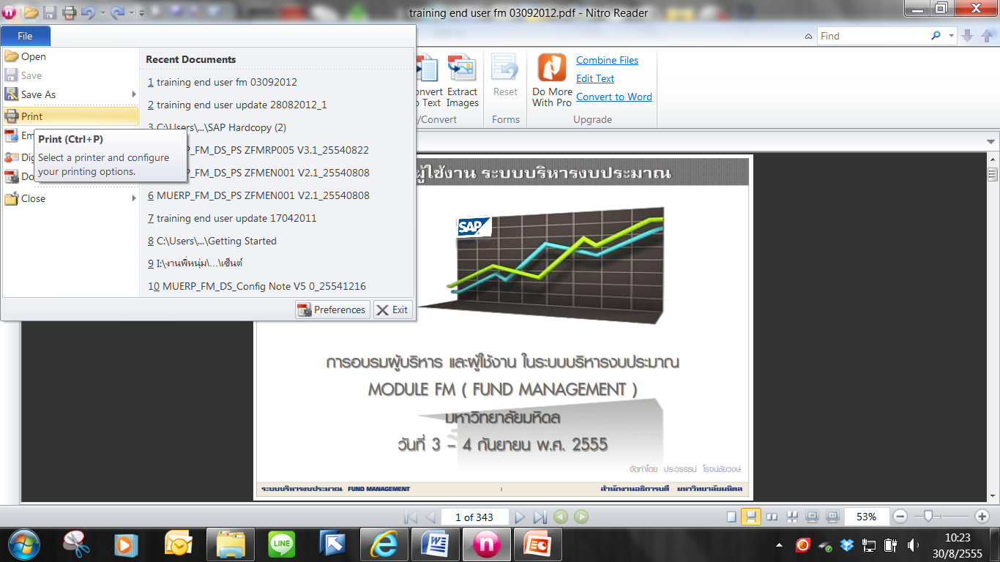 training end user fm 03092012.pdf - Nitro Reader
File
Find
Open
Save
Save As
Print
Close
Print (Ctrl+P)
Select a printer and configure
your printing options.
Recent Documents
1 training end user fm 03092012
2 training end user update 28082012_1
3 C:\Users\...\SAP Hardcopy (2)
_FM_DS_PS ZFMRP005 V3.1_25540822
_FM_DS_PS ZFMEN001 V2.1_25540808
6 MUERP_FM_DS_PS ZFMEN001 V2.1_25540808
7 training end user update 17042011
8 C:\Users\...\Getting Started
9 I:\งานพี่หนุ่ม\...\เซ็นต์
10 MUERP_FM_DS_Config Note V5 0_25541216
Preferences
Exit
Extract
Images
Text
/Convert
Reset
Forms
Do More
With Pro
Combine Files
Edit Text
Convert to Word
Upgrade
ผู้ใช้งาน ระบบบริหารงบประมาณ
SAP
การอบรมผู้บริหาร และผู้ใช้งาน ในระบบบริหารงบประมาณ
MODULE FM ( FUND MANAGEMENT )
มหาวิทยาลัยมหิดล
วันที่ 3 – 4 กันยายน พ.ศ. 2555
จัดทำโดย ประวรรธน์ โรจน์ชัยวงษ์
ระบบบริหารงบประมาณ FUND MANAGEMENT
1
สำนักงานอธิการบดี มหาวิทยาลัยมหิดล
1 of 343
53%
LINE
10:23
30/8/2555